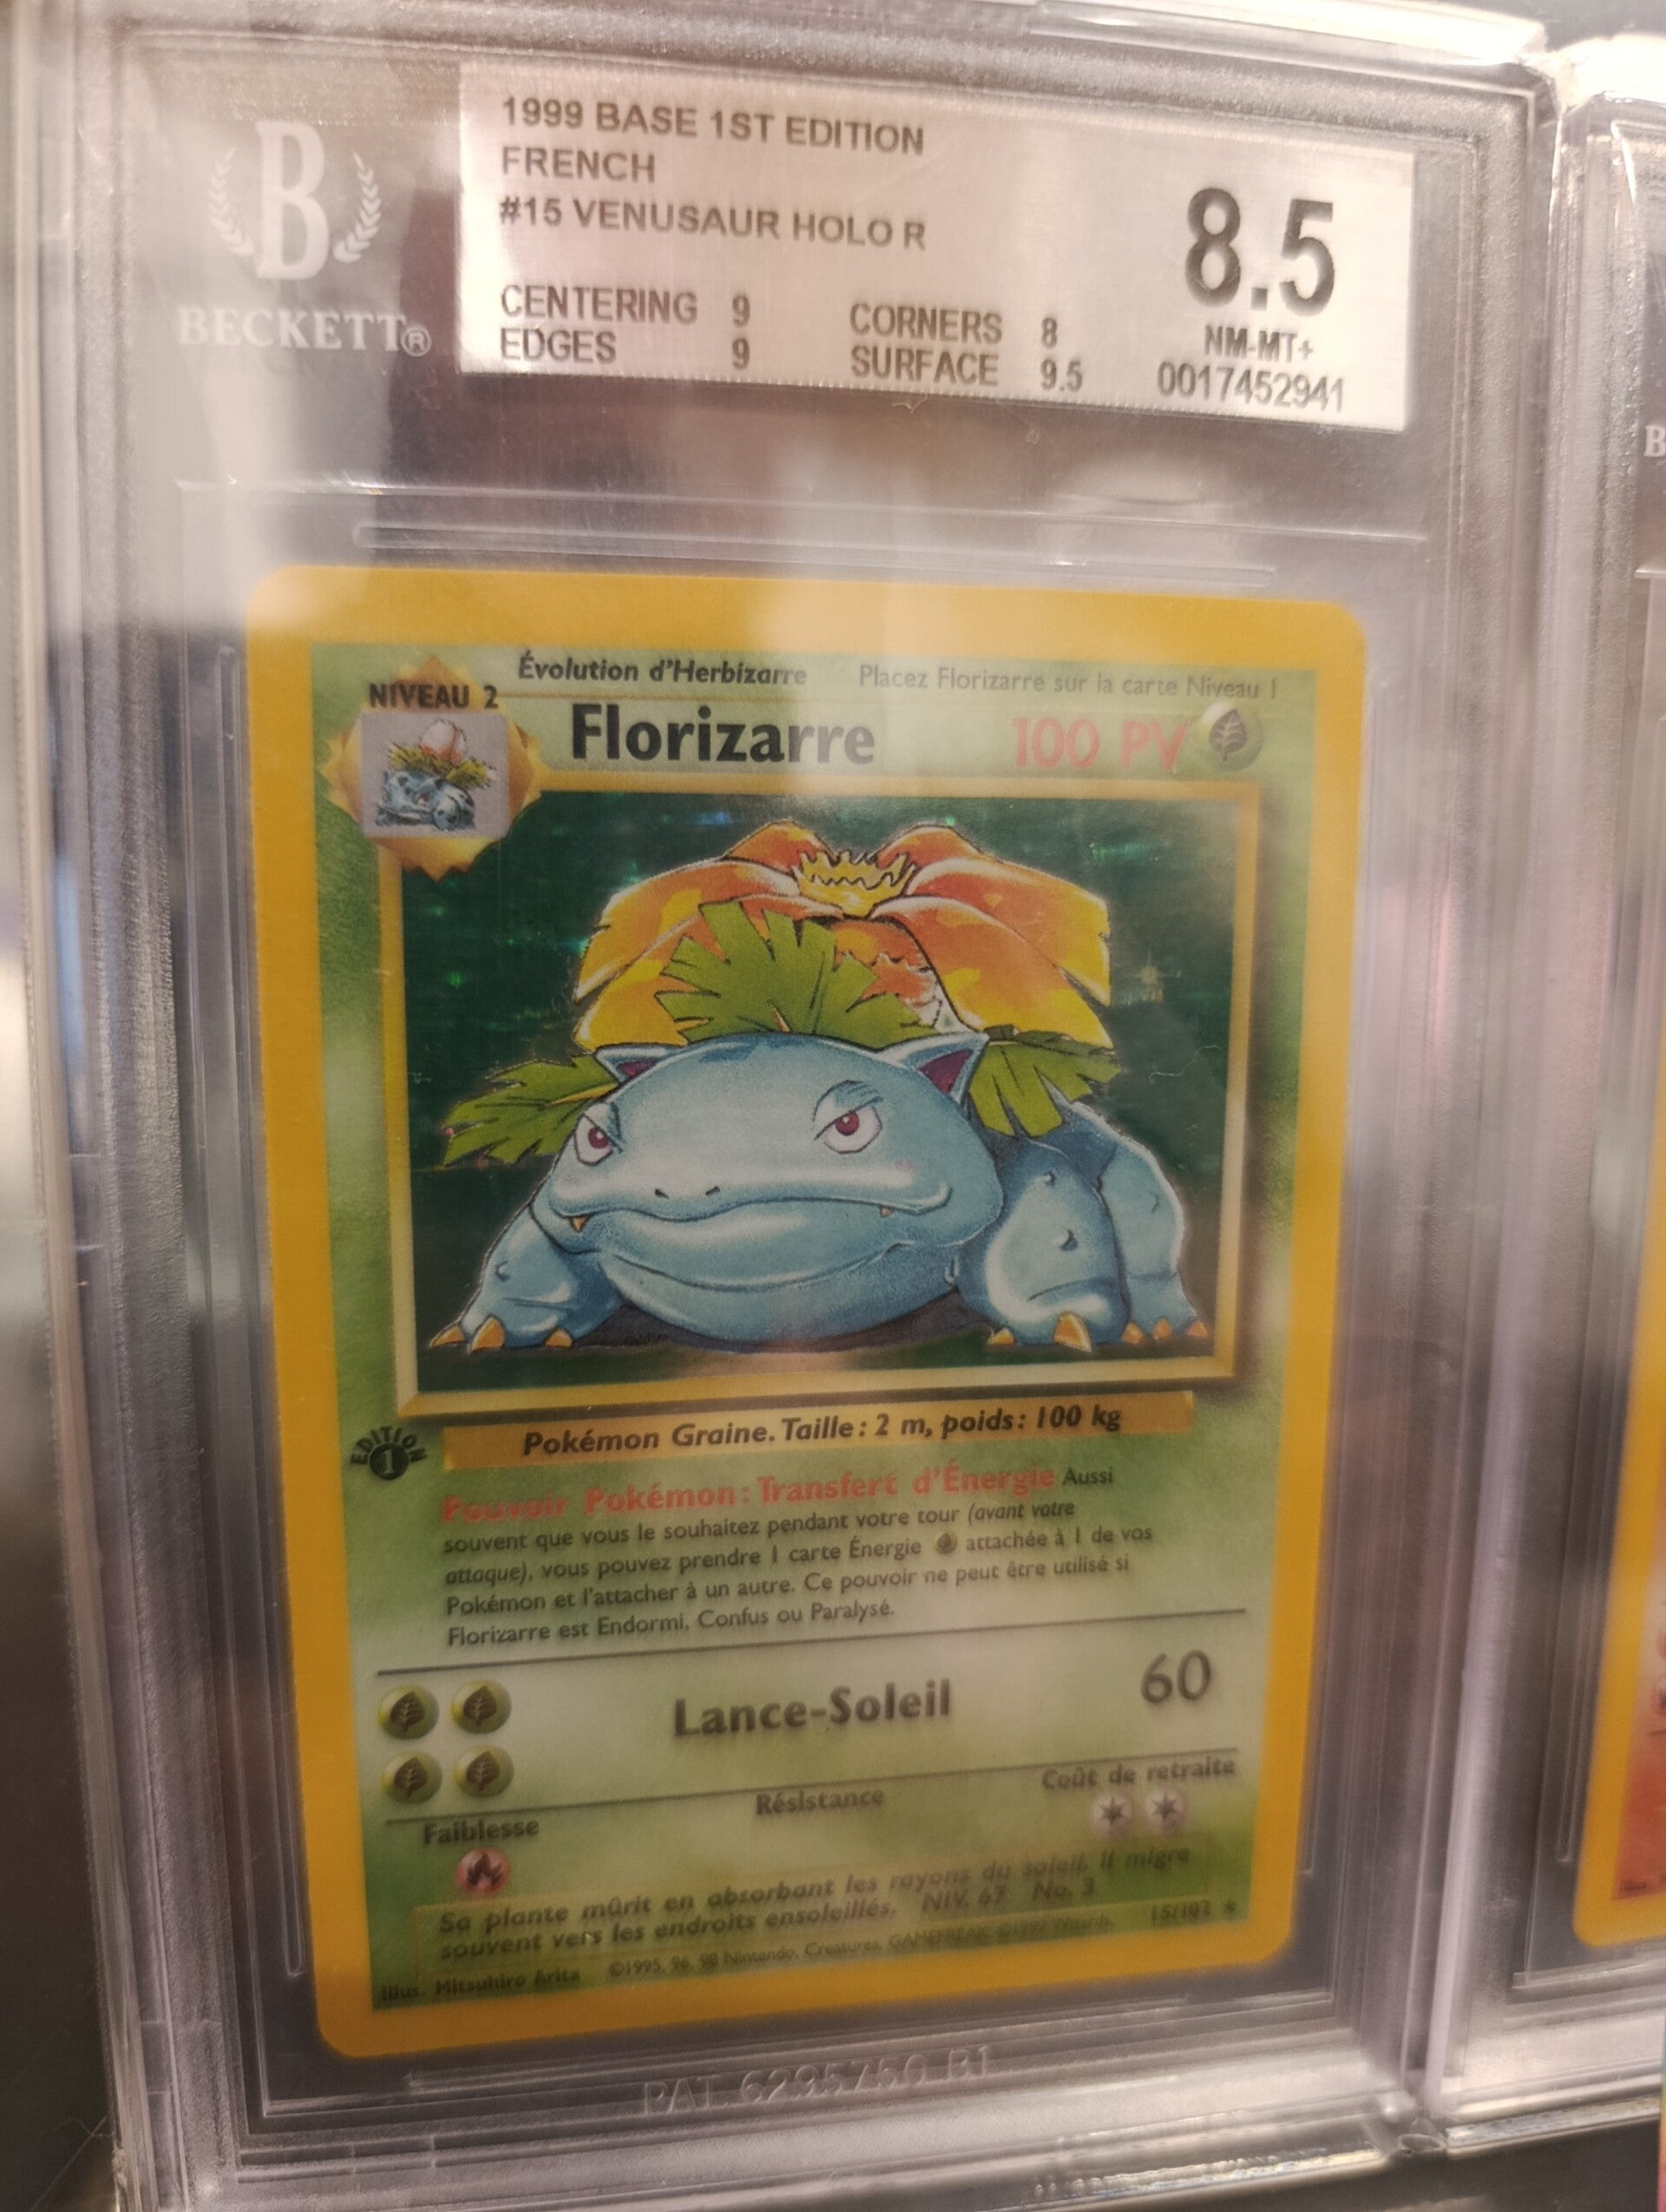 1999 BASE 1ST EDITION
FRENCH
#15 VENUSAUR HOLO R
8.5
CENTERING 9 CORNERS 8
EDGES 9 SURFACE 9.5
NM-MT+
0017452941
B
BECKETT®
Évolution d'Herbizarre Placez Florizarre sur la carte Niveau 1
NIVEAU 2
Florizarre 100 PV
EDITION
1
Pokémon Graine. Taille: 2 m, poids: 100 kg
Pouvoir Pokémon: Transfert d'Énergie Aussi
souvent que vous le souhaitez pendant votre tour (avant votre
attaque), vous pouvez prendre 1 carte Énergie attachée à 1 de vos
Pokémon et l'attacher à un autre. Ce pouvoir ne peut être utilisé si
Florizarre est Endormi, Confus ou Paralysé.
Lance-Soleil 60
Faiblesse Résistance Coût de retraite
Sa plante mûrit en absorbant les rayons du soleil. Il migre
souvent vers les endroits ensoleillés. NIV. 67 No. 3
Illus. Mitsuhiro Arita ©1995, 96, 98 Nintendo, Creatures, GAMEFREAK. ©1999 Wizards. 15/102
PAT. 6295750 B1
B